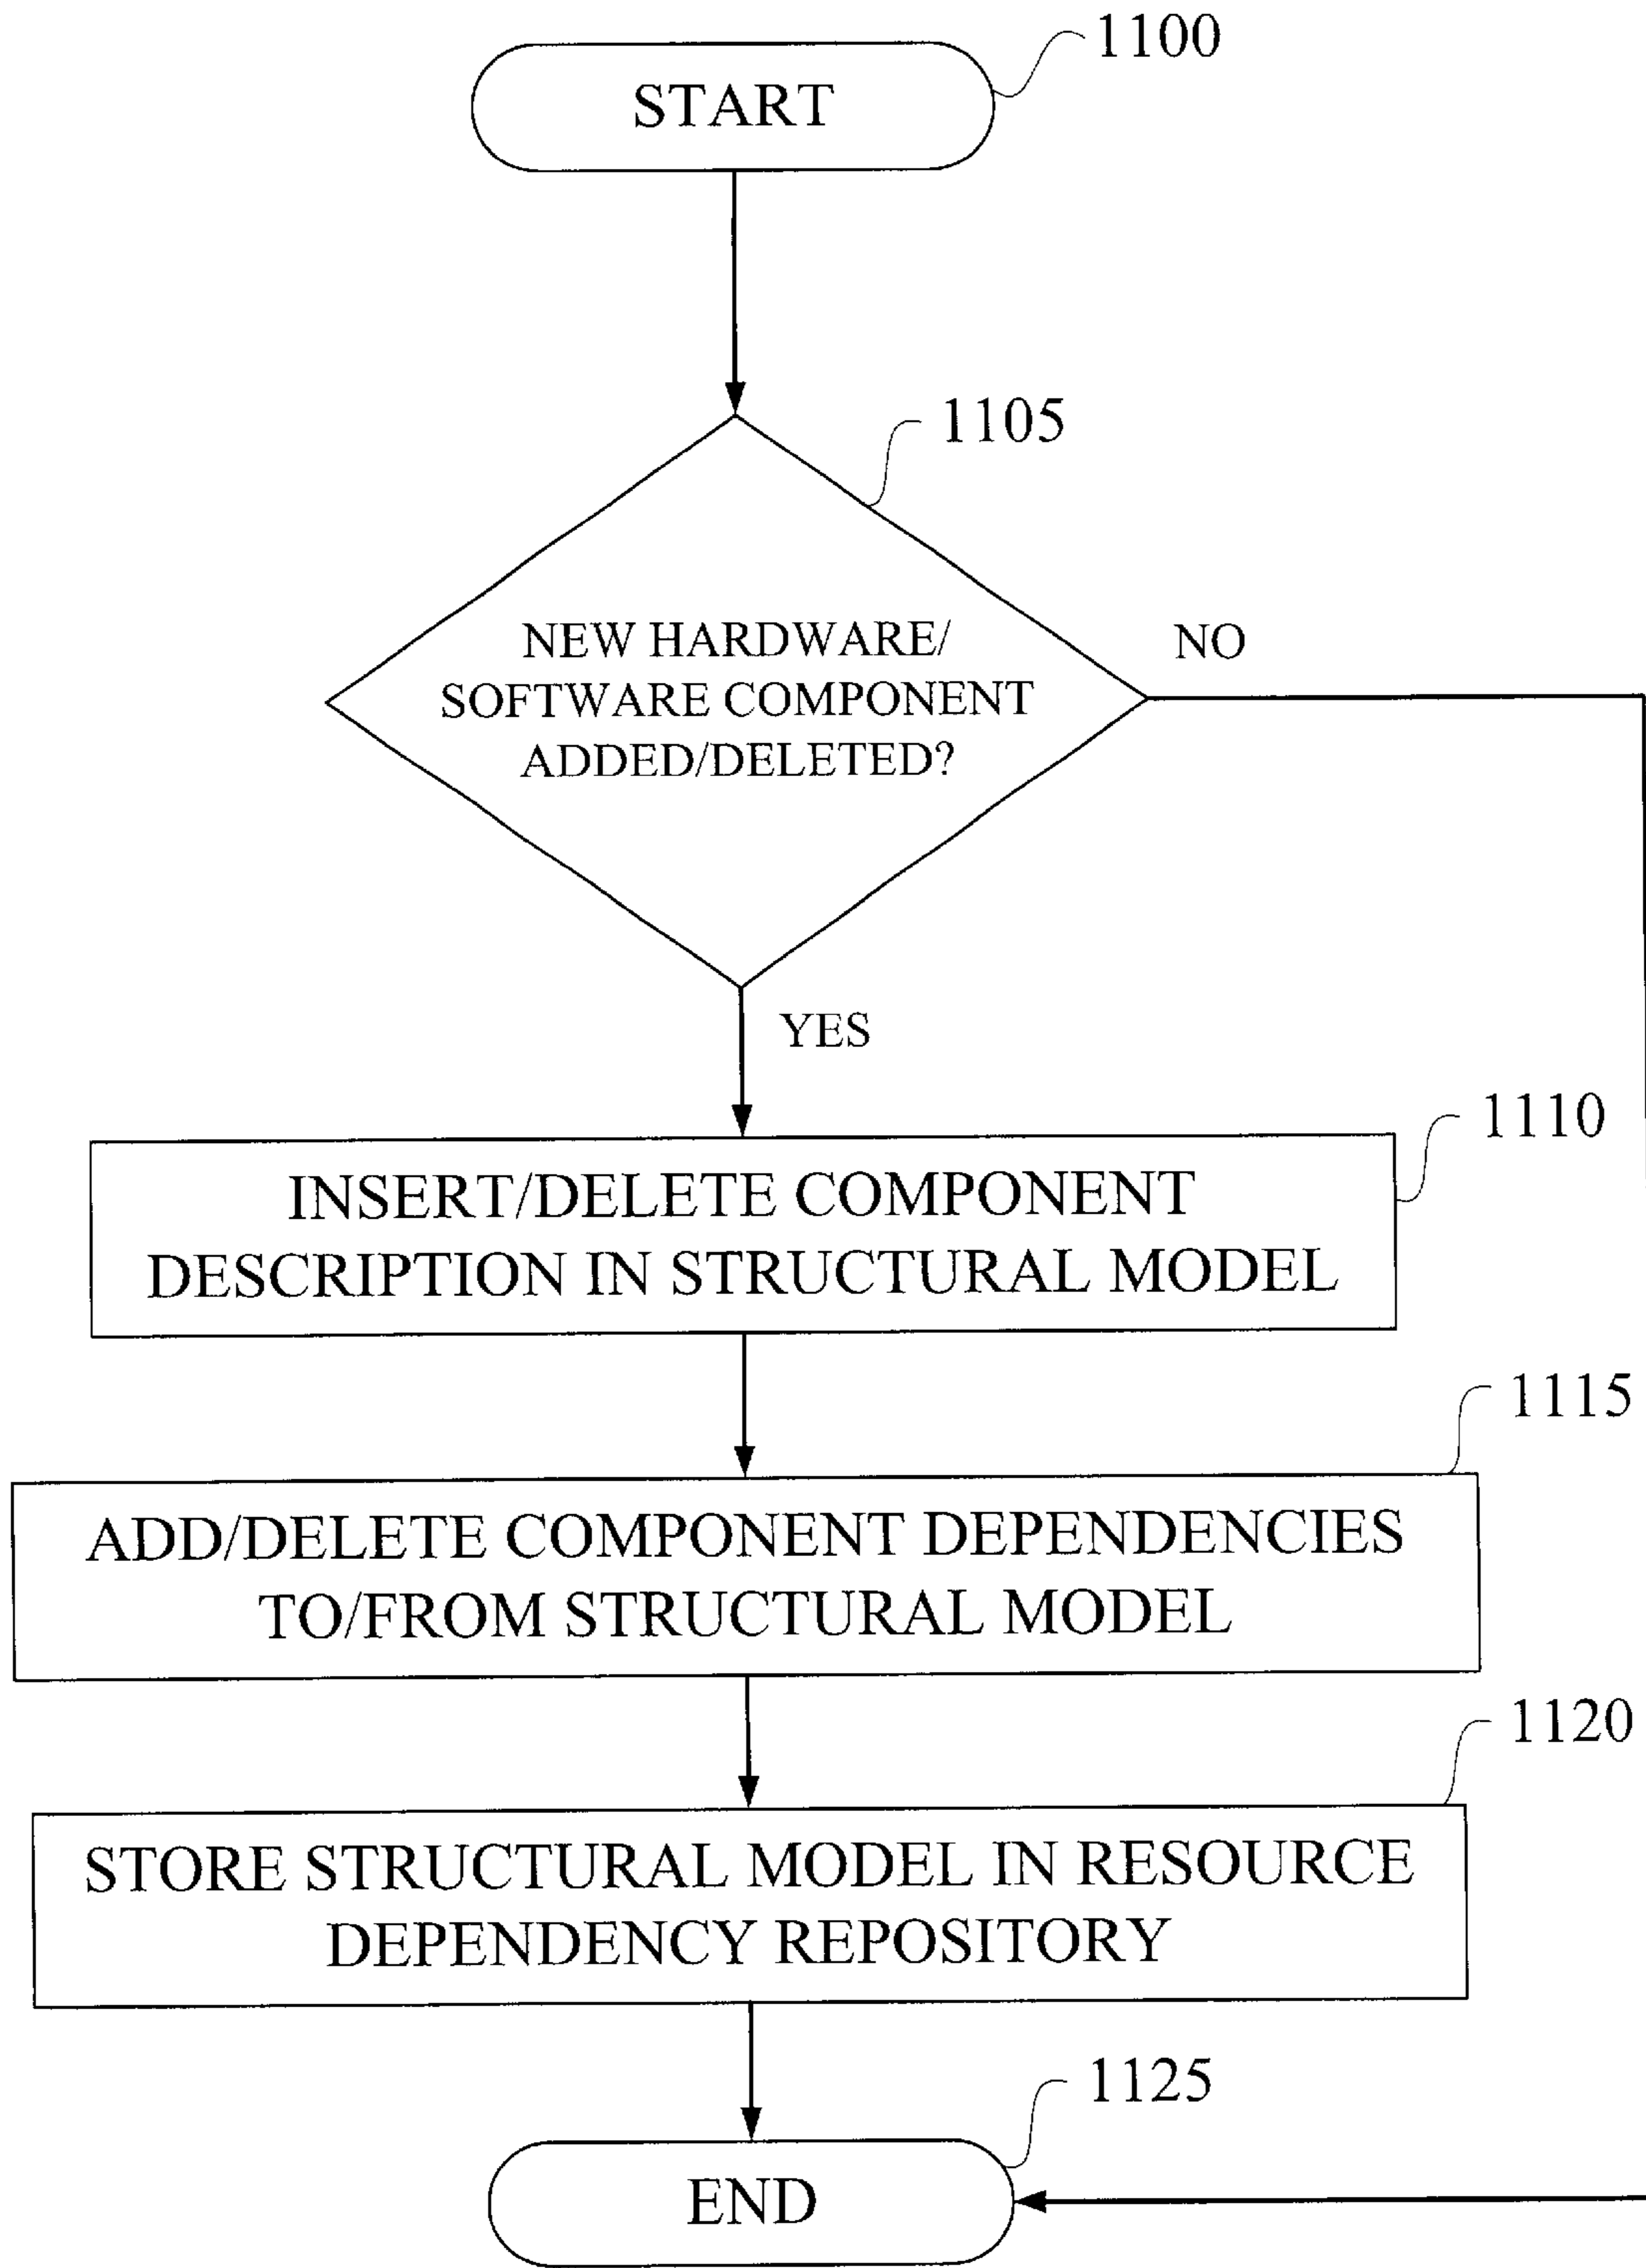 1100
START
1105
NEW HARDWARE/
SOFTWARE COMPONENT
ADDED/DELETED?
NO
YES
1110
INSERT/DELETE COMPONENT
DESCRIPTION IN STRUCTURAL MODEL
1115
ADD/DELETE COMPONENT DEPENDENCIES
TO/FROM STRUCTURAL MODEL
1120
STORE STRUCTURAL MODEL IN RESOURCE
DEPENDENCY REPOSITORY
1125
END